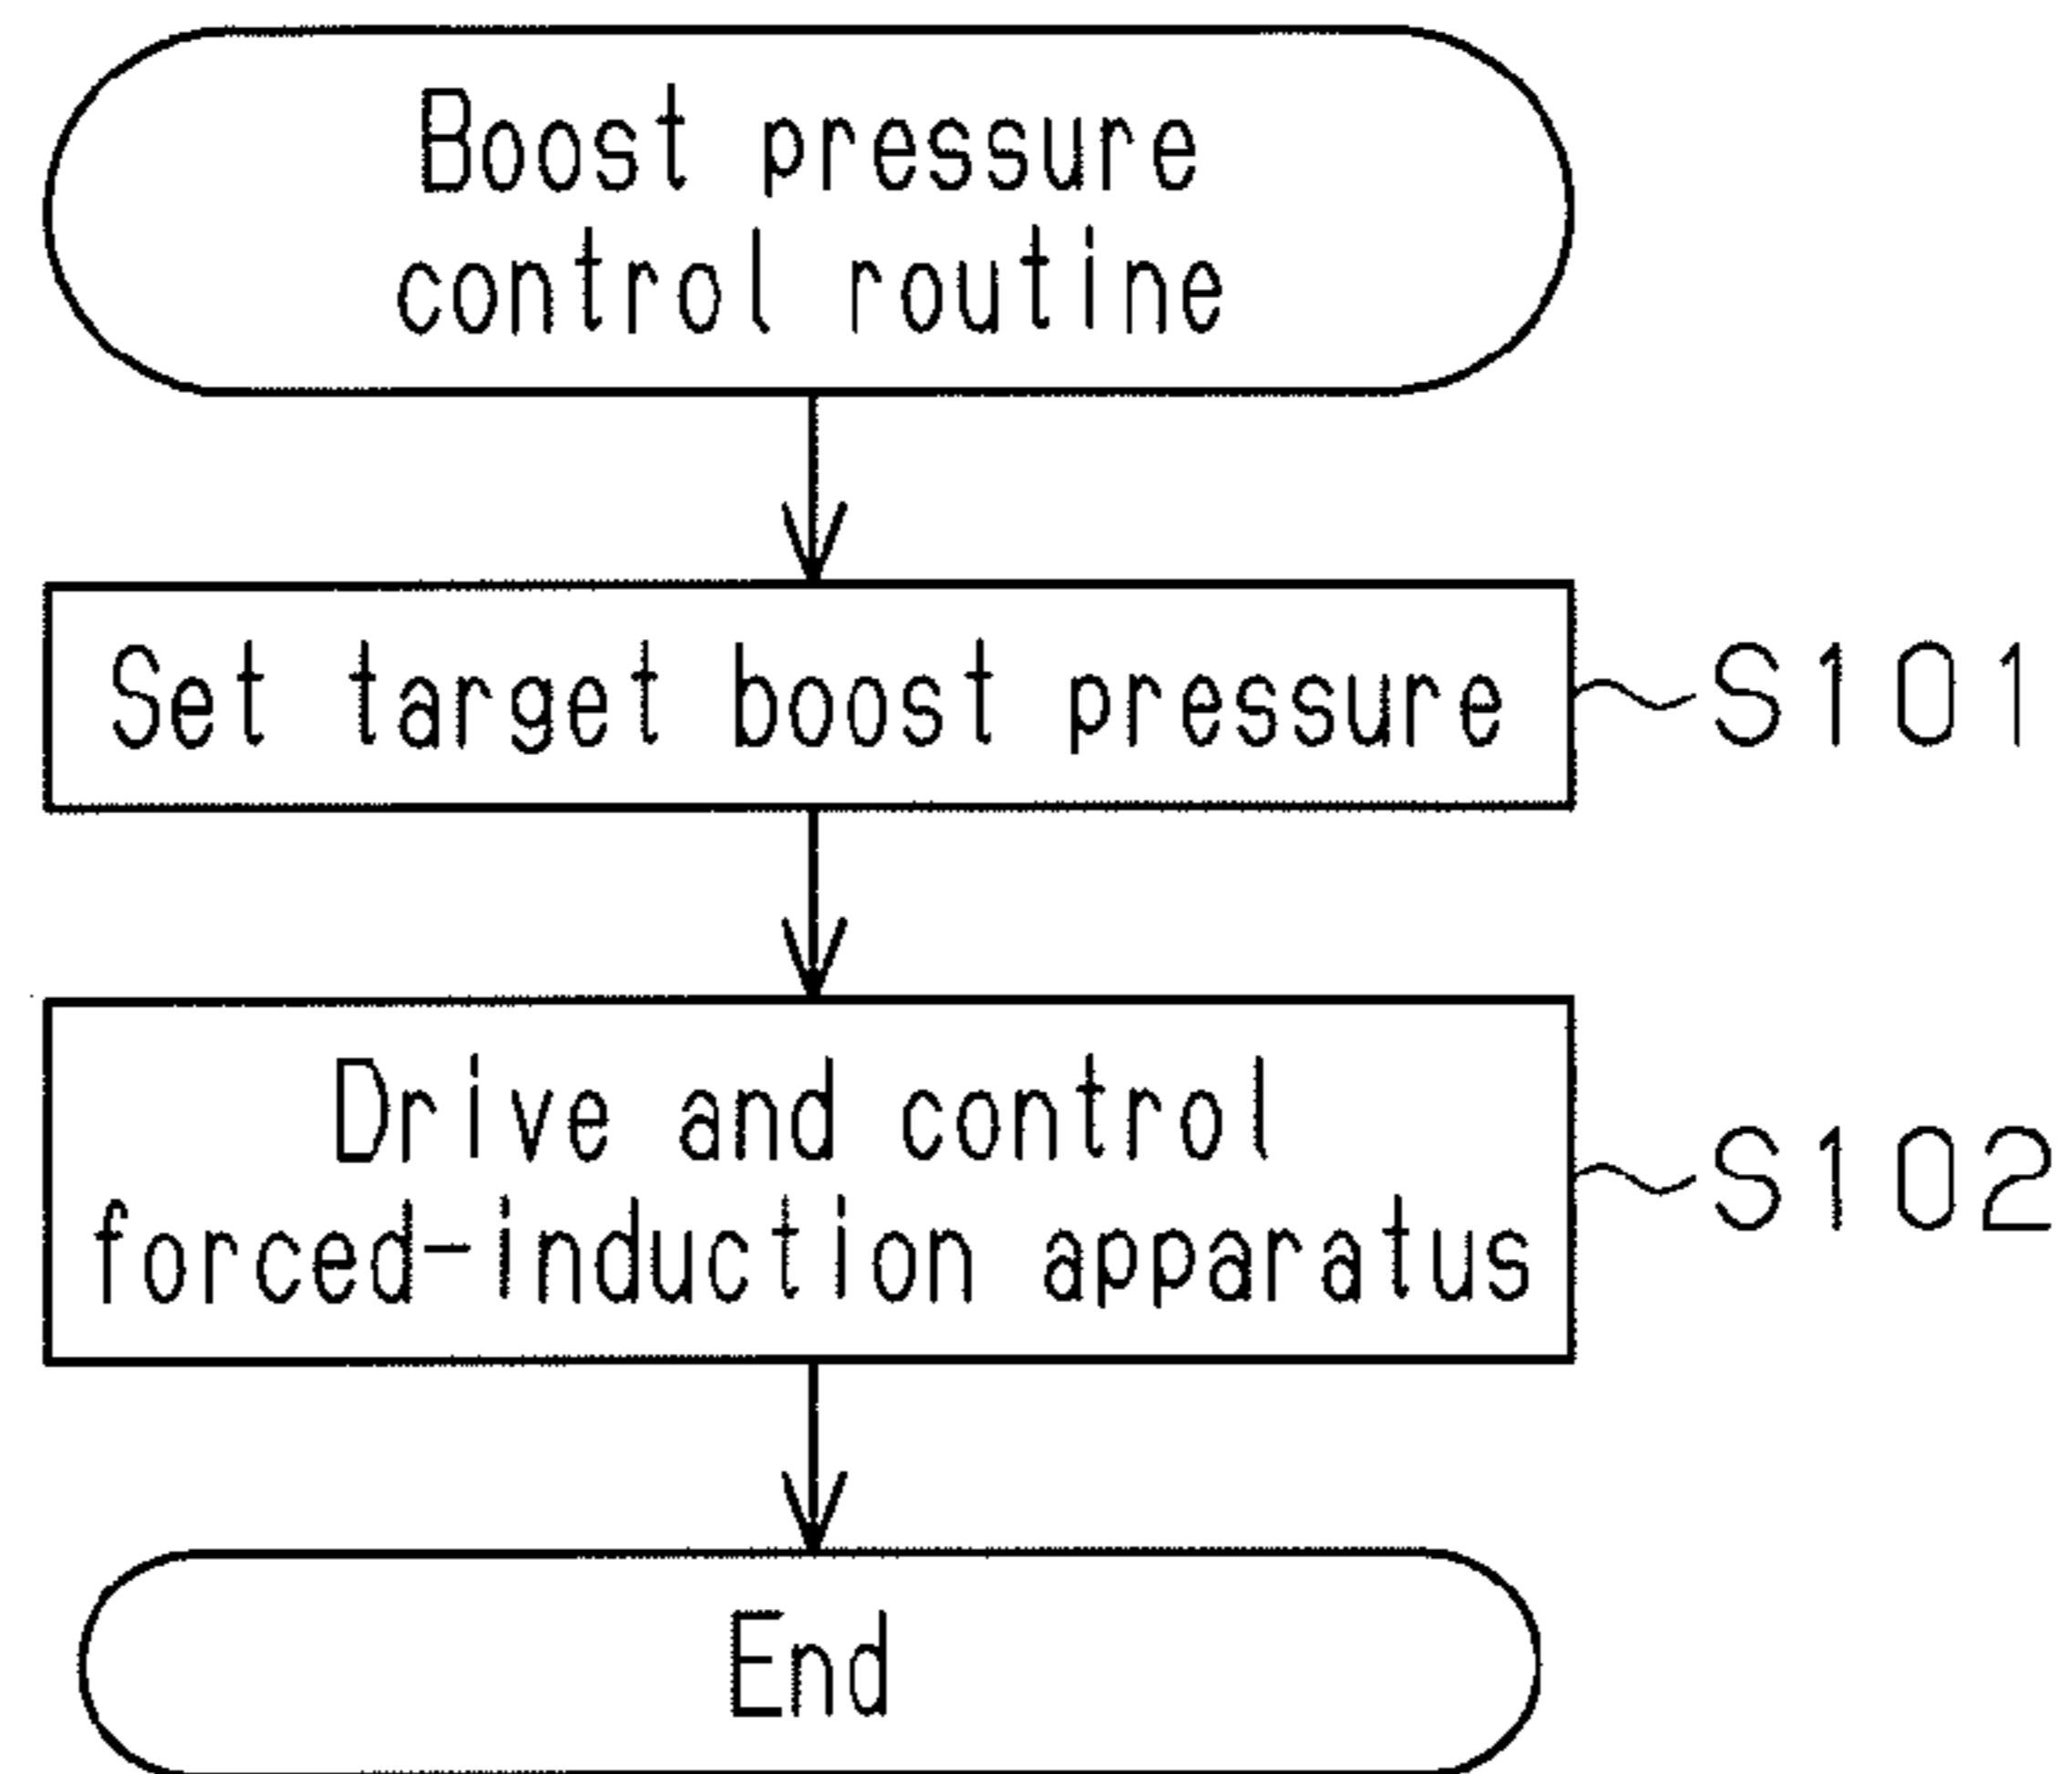 Boost pressure
control routine
Set target boost pressure
S101
Drive and control
forced-induction apparatus
S102
End